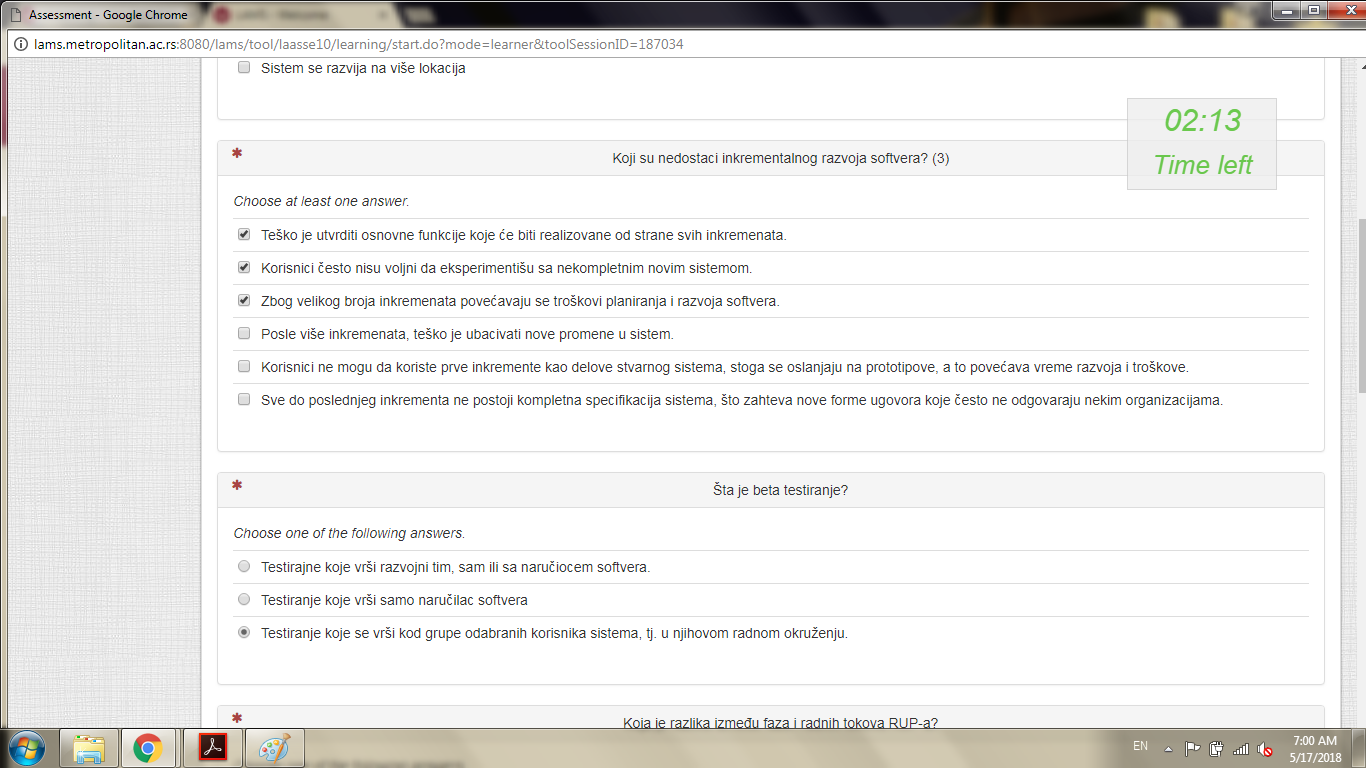 Assessment - Google Chrome
lams.metropolitan.ac.rs:8080/lams/tool/laasse10/learning/start.do?mode=learner&toolSessionID=187034
Sistem se razvija na više lokacija
02:13
Time left
Koji su nedostaci inkrementalnog razvoja softvera? (3)
Choose at least one answer.
Teško je utvrditi osnovne funkcije koje će biti realizovane od strane svih inkremenata.
Korisnici često nisu voljni da eksperimentišu sa nekompletnim novim sistemom.
Zbog velikog broja inkremenata povećavaju se troškovi planiranja i razvoja softvera.
Posle više inkremenata, teško je ubacivati nove promene u sistem.
Korisnici ne mogu da koriste prve inkremente kao delove stvarnog sistema, stoga se oslanjaju na prototipove, a to povećava vreme razvoja i troškove.
Sve do poslednjeg inkrementa ne postoji kompletna specifikacija sistema, što zahteva nove forme ugovora koje često ne odgovaraju nekim organizacijama.
Šta je beta testiranje?
Choose one of the following answers.
Testirajne koje vrši razvojni tim, sam ili sa naručiocem softvera.
Testiranje koje vrši samo naručilac softvera
Testiranje koje se vrši kod grupe odabranih korisnika sistema, tj. u njihovom radnom okruženju.
Koja je razlika između faza i radnih tokova RUP-a?
EN
7:00 AM
5/17/2018